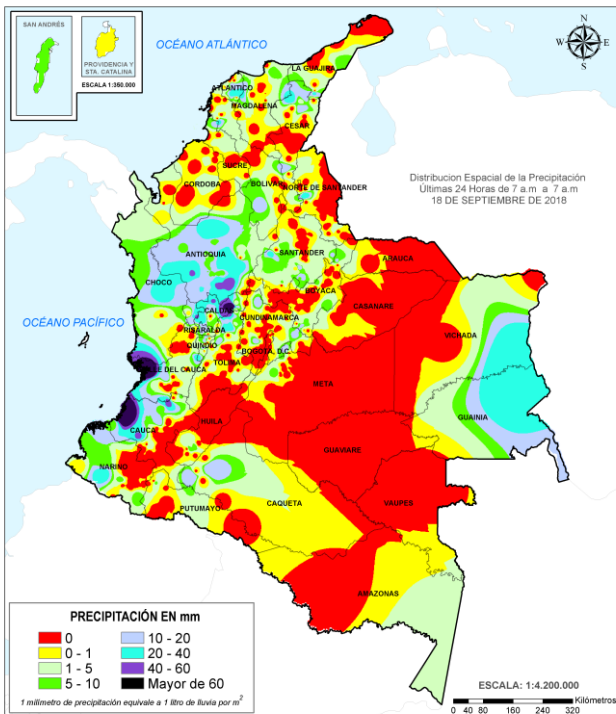 SAN ANDRÉS
PROVIDENCIA Y
STA. CATALINA
ESCALA 1:350.000
OCÉANO ATLÁNTICO
N
W
E
S
LA GUAJIRA
ATLANTICO
MAGDALENA
CESAR
SUCRE
CORDOBA
BOLIVAR
NORTE DE SANTANDER
Distribucion Espacial de la Precipitación
Últimas 24 Horas de 7 a.m a 7 a.m
18 DE SEPTIEMBRE DE 2018
ANTIOQUIA
SANTANDER
ARAUCA
CHOCO
BOYACA
CASANARE
OCÉANO PACÍFICO
CALDAS
CUNDINAMARCA
VICHADA
RISARALDA
QUINDIO
BOGOTA, D.C.
TOLIMA
VALLE DEL CAUCA
META
GUAINIA
CAUCA
HUILA
GUAVIARE
NARIÑO
CAQUETA
VAUPES
PUTUMAYO
AMAZONAS
PRECIPITACIÓN EN mm
0
10 - 20
0 - 1
20 - 40
1 - 5
40 - 60
5 - 10
Mayor de 60
1 milimetro de precipitación equivale a 1 litro de lluvia por m²
ESCALA: 1:4.200.000
Kilómetros
0 40 80 160 240 320